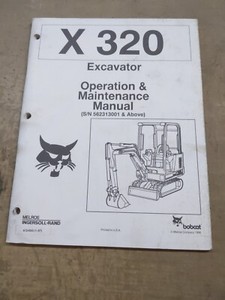 X 320
Excavator
Operation &
Maintenance
Manual
(S/N 562313001 & Above)
MELROE
INGERSOLL-RAND
bobcat